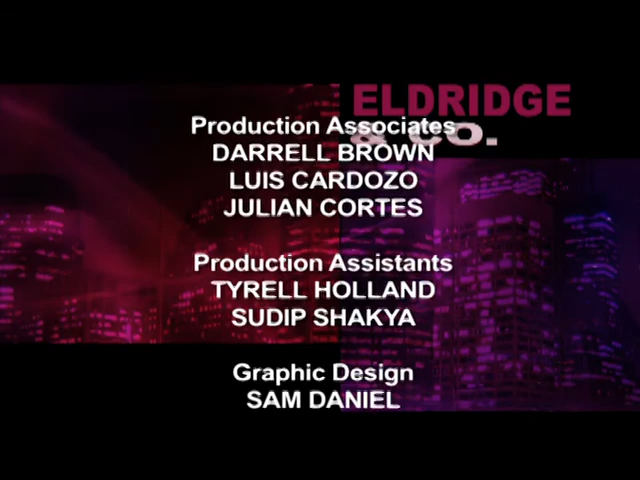 ELDRIDGE
& CO.
Production Associates
DARRELL BROWN
LUIS CARDOZO
JULIAN CORTES
Production Assistants
TYRELL HOLLAND
SUDIP SHAKYA
Graphic Design
SAM DANIEL